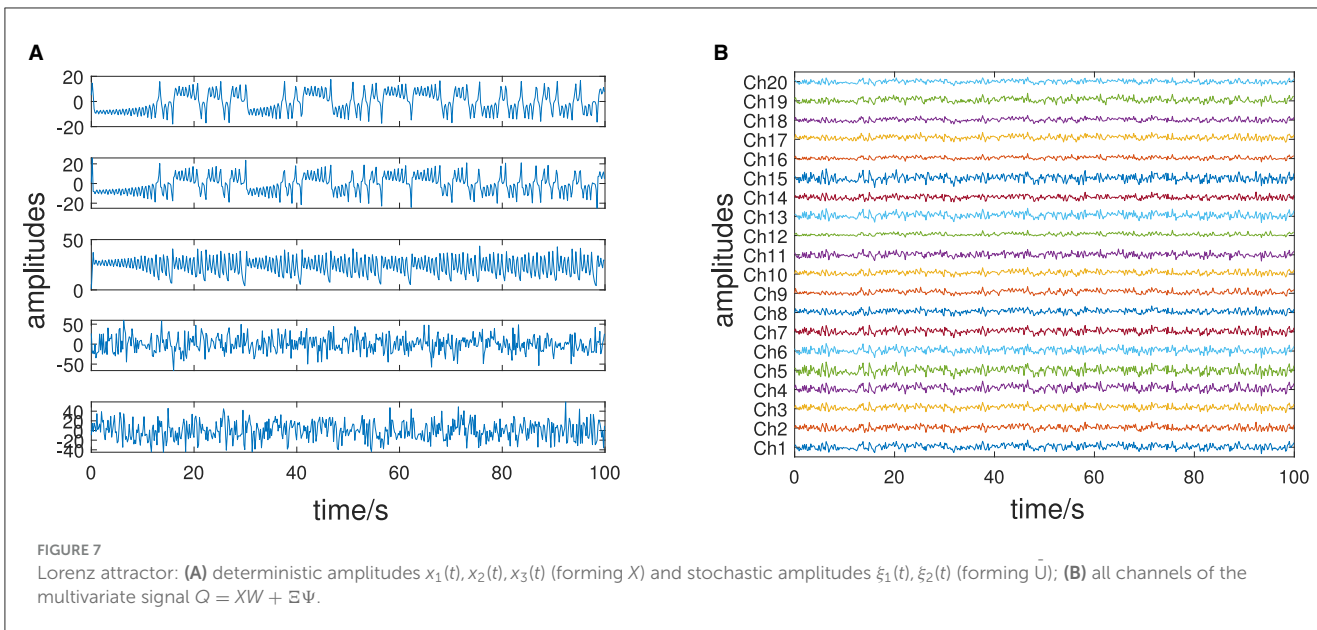 A
amplitudes
20
0
-20
20
0
-20
50
0
50
0
-50
40
20
0
-20
-40
0 20 40 60 80 100
time/s
B
amplitudes
Ch20
Ch19
Ch18
Ch17
Ch16
Ch15
Ch14
Ch13
Ch12
Ch11
Ch10
Ch9
Ch8
Ch7
Ch6
Ch5
Ch4
Ch3
Ch2
Ch1
0 20 40 60 80 100
time/s
FIGURE 7
Lorenz attractor: (A) deterministic amplitudes x₁(t), x₂(t), x₃(t) (forming X) and stochastic amplitudes ξ₁(t), ξ₂(t) (forming Ū); (B) all channels of the
multivariate signal Q = XW + ΞΨ.